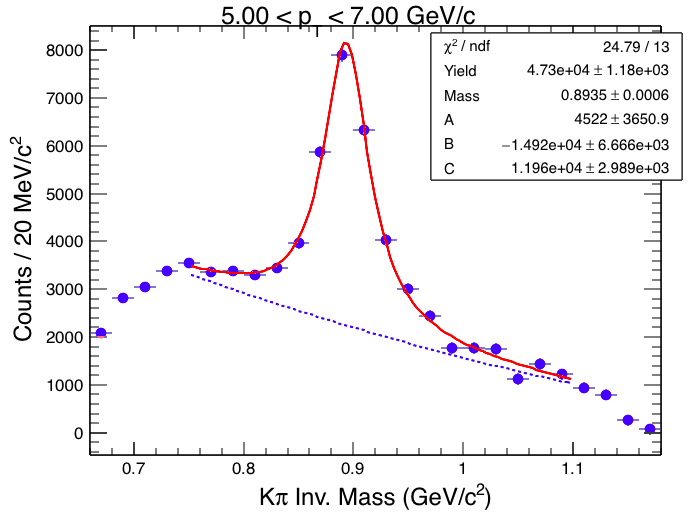 5.00 < p < 7.00 GeV/c
χ² / ndf 24.79 / 13
Yield 4.73e+04 ± 1.18e+03
Mass 0.8935 ± 0.0006
A 4522 ± 3650.9
B −1.492e+04 ± 6.666e+03
C 1.196e+04 ± 2.989e+03
Counts / 20 MeV/c²
8000
7000
6000
5000
4000
3000
2000
1000
0
0.7 0.8 0.9 1 1.1
Kπ Inv. Mass (GeV/c²)